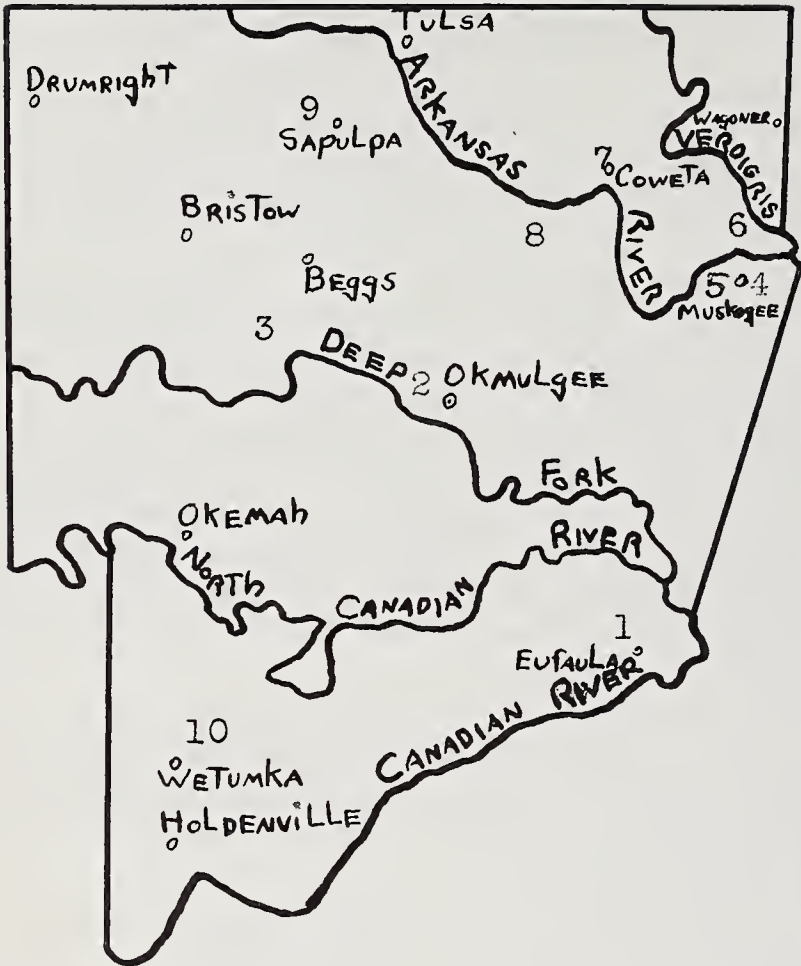 TULSA
DRUMRIGHT
ARKANSAS
9
SAPULPA
WAGONER
VERDIGRIS
7
COWETA
BRISTOW
8
RIVER
6
BEGGS
5 4
MUSKOGEE
3
DEEP
2
OKMULGEE
FORK
OKEMAH
NORTH
CANADIAN
RIVER
1
EUFAULA
CANADIAN RIVER
10
WETUMKA
HOLDENVILLE